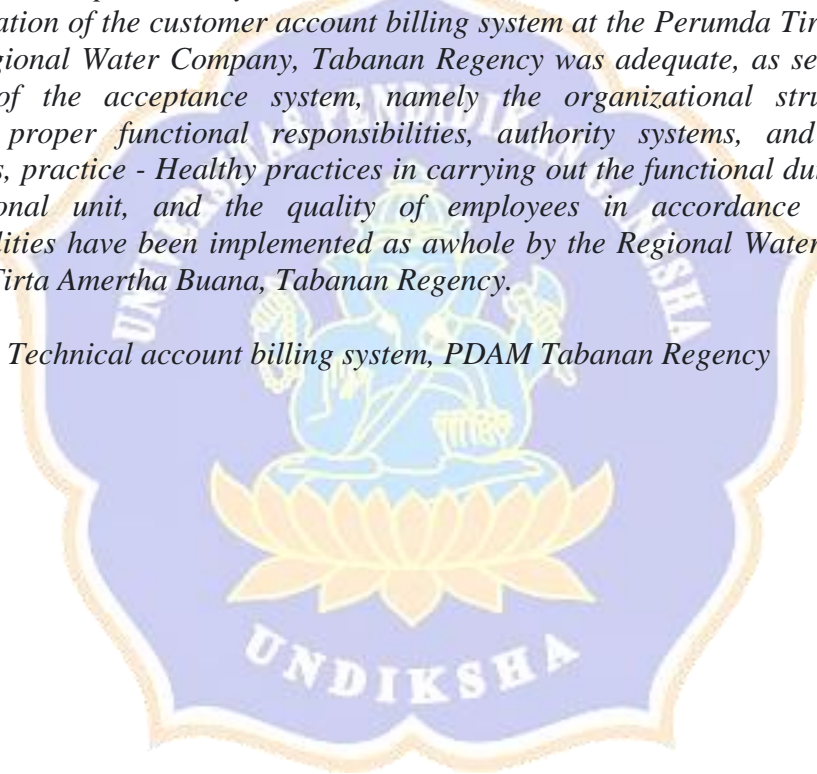 ation of the customer account billing system at the Perumda Tir
gional Water Company, Tabanan Regency was adequate, as se
of the acceptance system, namely the organizational stru
proper functional responsibilities, authority systems, and
s, practice - Healthy practices in carrying out the functional du
onal unit, and the quality of employees in accordance
lities have been implemented as awhole by the Regional Water
Tirta Amertha Buana, Tabanan Regency.
Technical account billing system, PDAM Tabanan Regency
UNIVERSITAS PENDIDIKAN GANESHA
UNDIKSHA